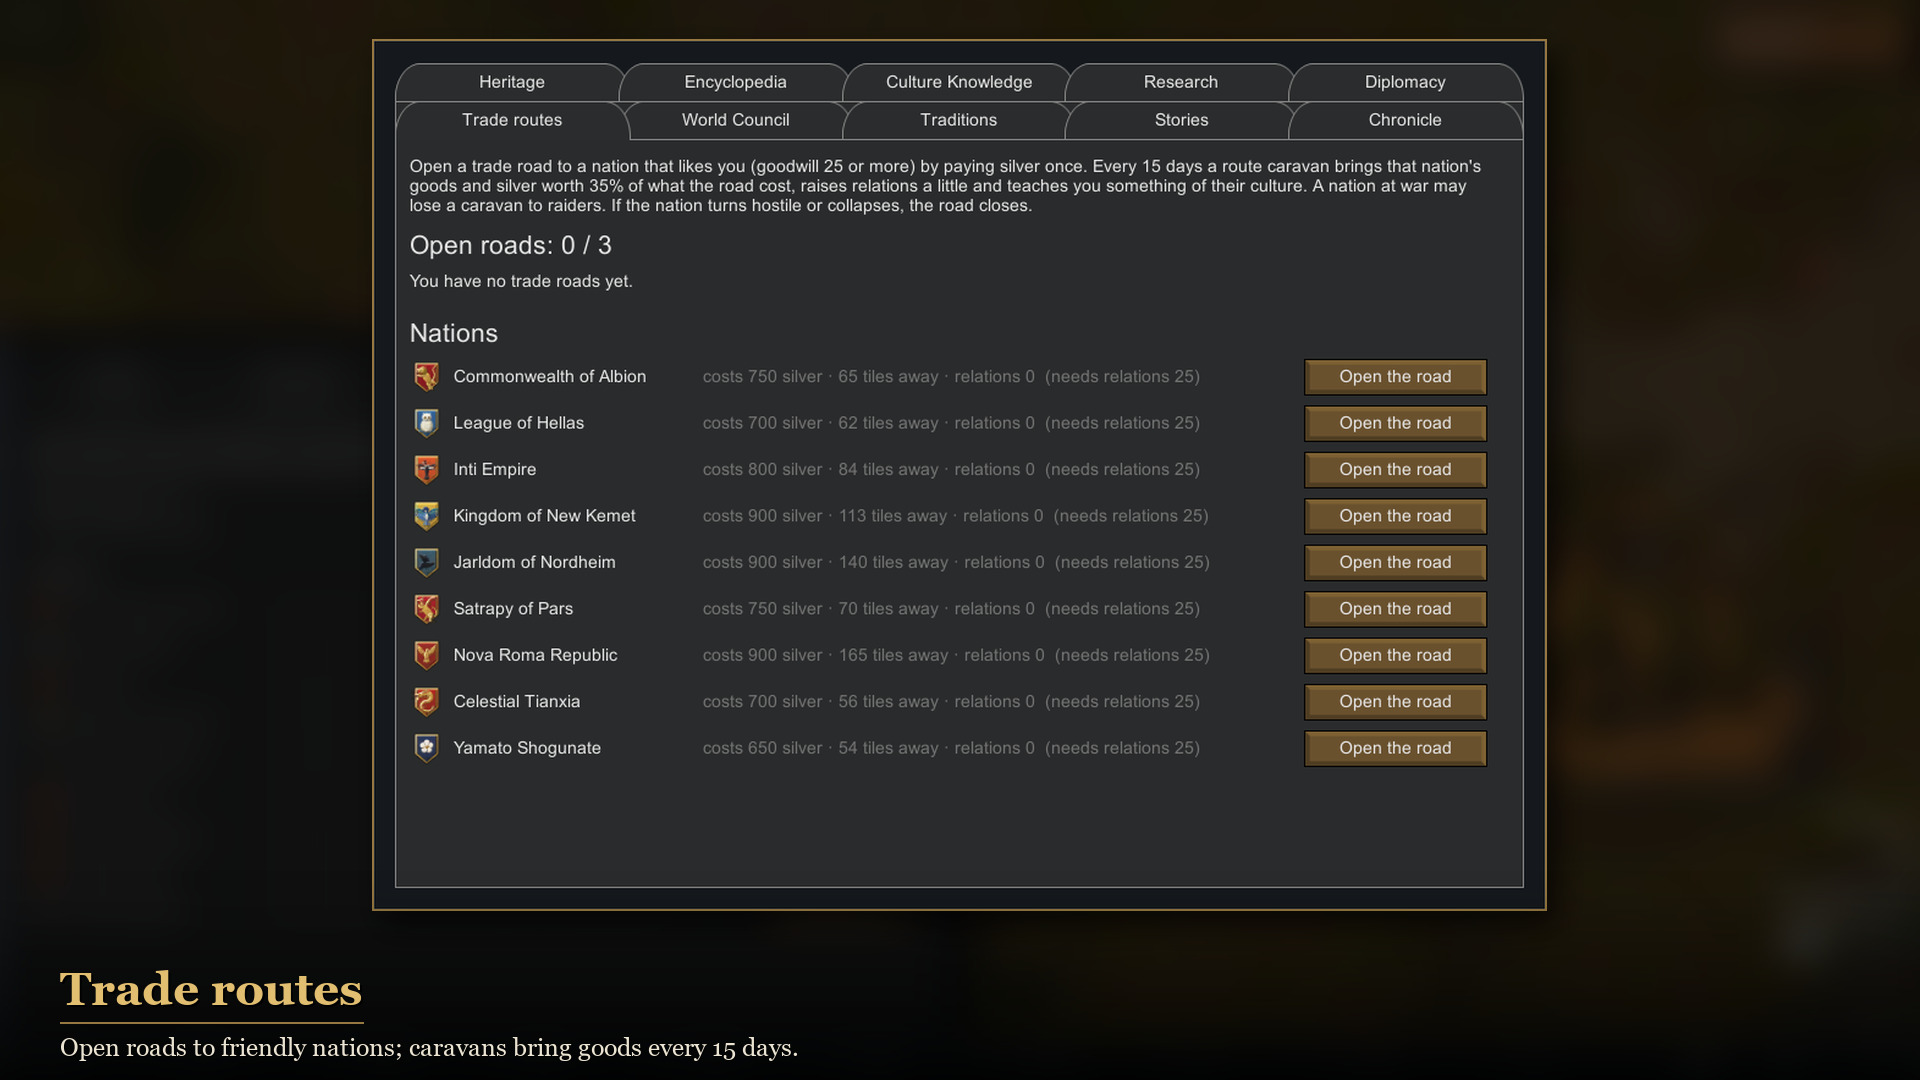 Heritage
Encyclopedia
Culture Knowledge
Research
Diplomacy
Trade routes
World Council
Traditions
Stories
Chronicle
Open a trade road to a nation that likes you (goodwill 25 or more) by paying silver once. Every 15 days a route caravan brings that nation's
goods and silver worth 35% of what the road cost, raises relations a little and teaches you something of their culture. A nation at war may
lose a caravan to raiders. If the nation turns hostile or collapses, the road closes.
Open roads: 0 / 3
You have no trade roads yet.
Nations
Commonwealth of Albion costs 750 silver · 65 tiles away · relations 0 (needs relations 25) Open the road
League of Hellas costs 700 silver · 62 tiles away · relations 0 (needs relations 25) Open the road
Inti Empire costs 800 silver · 84 tiles away · relations 0 (needs relations 25) Open the road
Kingdom of New Kemet costs 900 silver · 113 tiles away · relations 0 (needs relations 25) Open the road
Jarldom of Nordheim costs 900 silver · 140 tiles away · relations 0 (needs relations 25) Open the road
Satrapy of Pars costs 750 silver · 70 tiles away · relations 0 (needs relations 25) Open the road
Nova Roma Republic costs 900 silver · 165 tiles away · relations 0 (needs relations 25) Open the road
Celestial Tianxia costs 700 silver · 56 tiles away · relations 0 (needs relations 25) Open the road
Yamato Shogunate costs 650 silver · 54 tiles away · relations 0 (needs relations 25) Open the road
Trade routes
Open roads to friendly nations; caravans bring goods every 15 days.